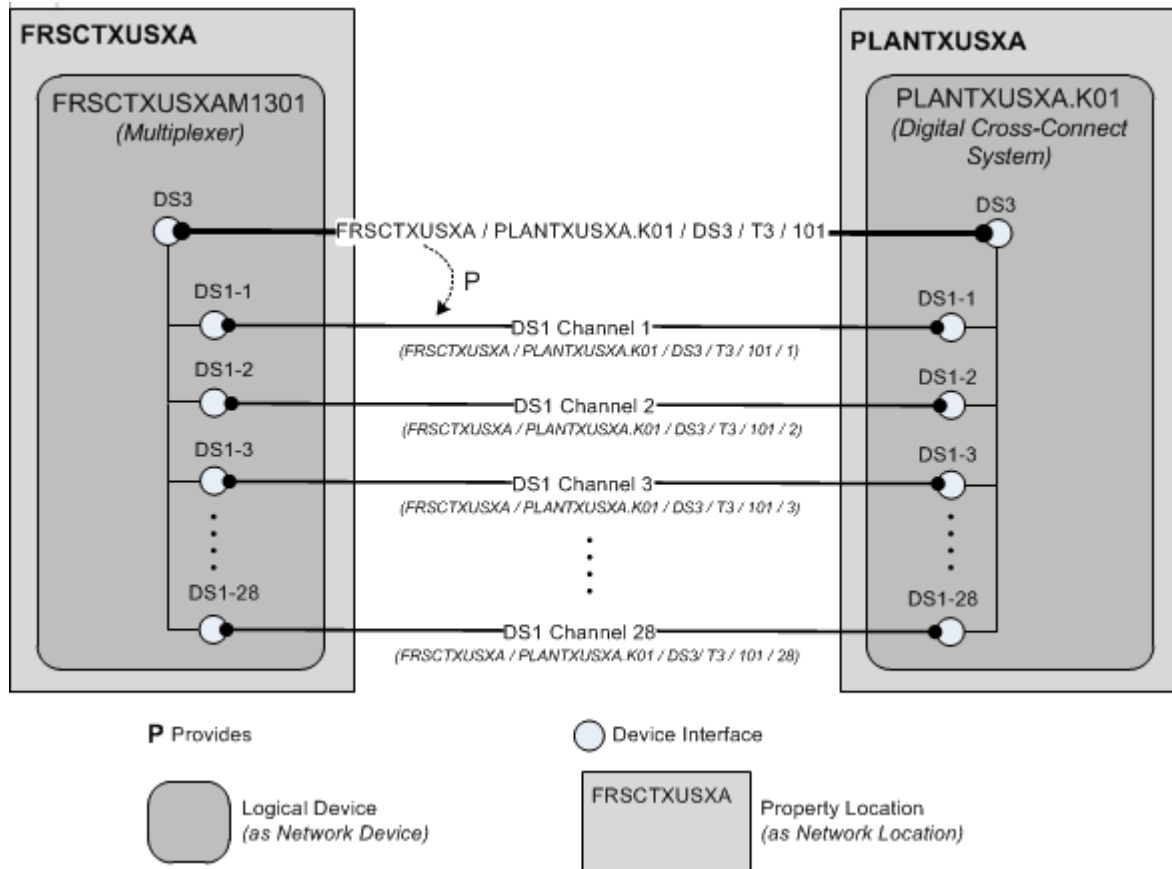 FRSCTXUSXA
PLANTXUSXA
FRSCTXUSXAM1301
(Multiplexer)
PLANTXUSXA.K01
(Digital Cross-Connect
System)
DS3
DS3
FRSCTXUSXA / PLANTXUSXA.K01 / DS3 / T3 / 101
P
DS1-1
DS1-1
DS1 Channel 1
(FRSCTXUSXA / PLANTXUSXA.K01 / DS3 / T3 / 101 / 1)
DS1-2
DS1-2
DS1 Channel 2
(FRSCTXUSXA / PLANTXUSXA.K01 / DS3 / T3 / 101 / 2)
DS1-3
DS1-3
DS1 Channel 3
(FRSCTXUSXA / PLANTXUSXA.K01 / DS3 / T3 / 101 / 3)
DS1-28
DS1-28
DS1 Channel 28
(FRSCTXUSXA / PLANTXUSXA.K01 / DS3/ T3 / 101 / 28)
P Provides
Device Interface
Logical Device
(as Network Device)
FRSCTXUSXA
Property Location
(as Network Location)